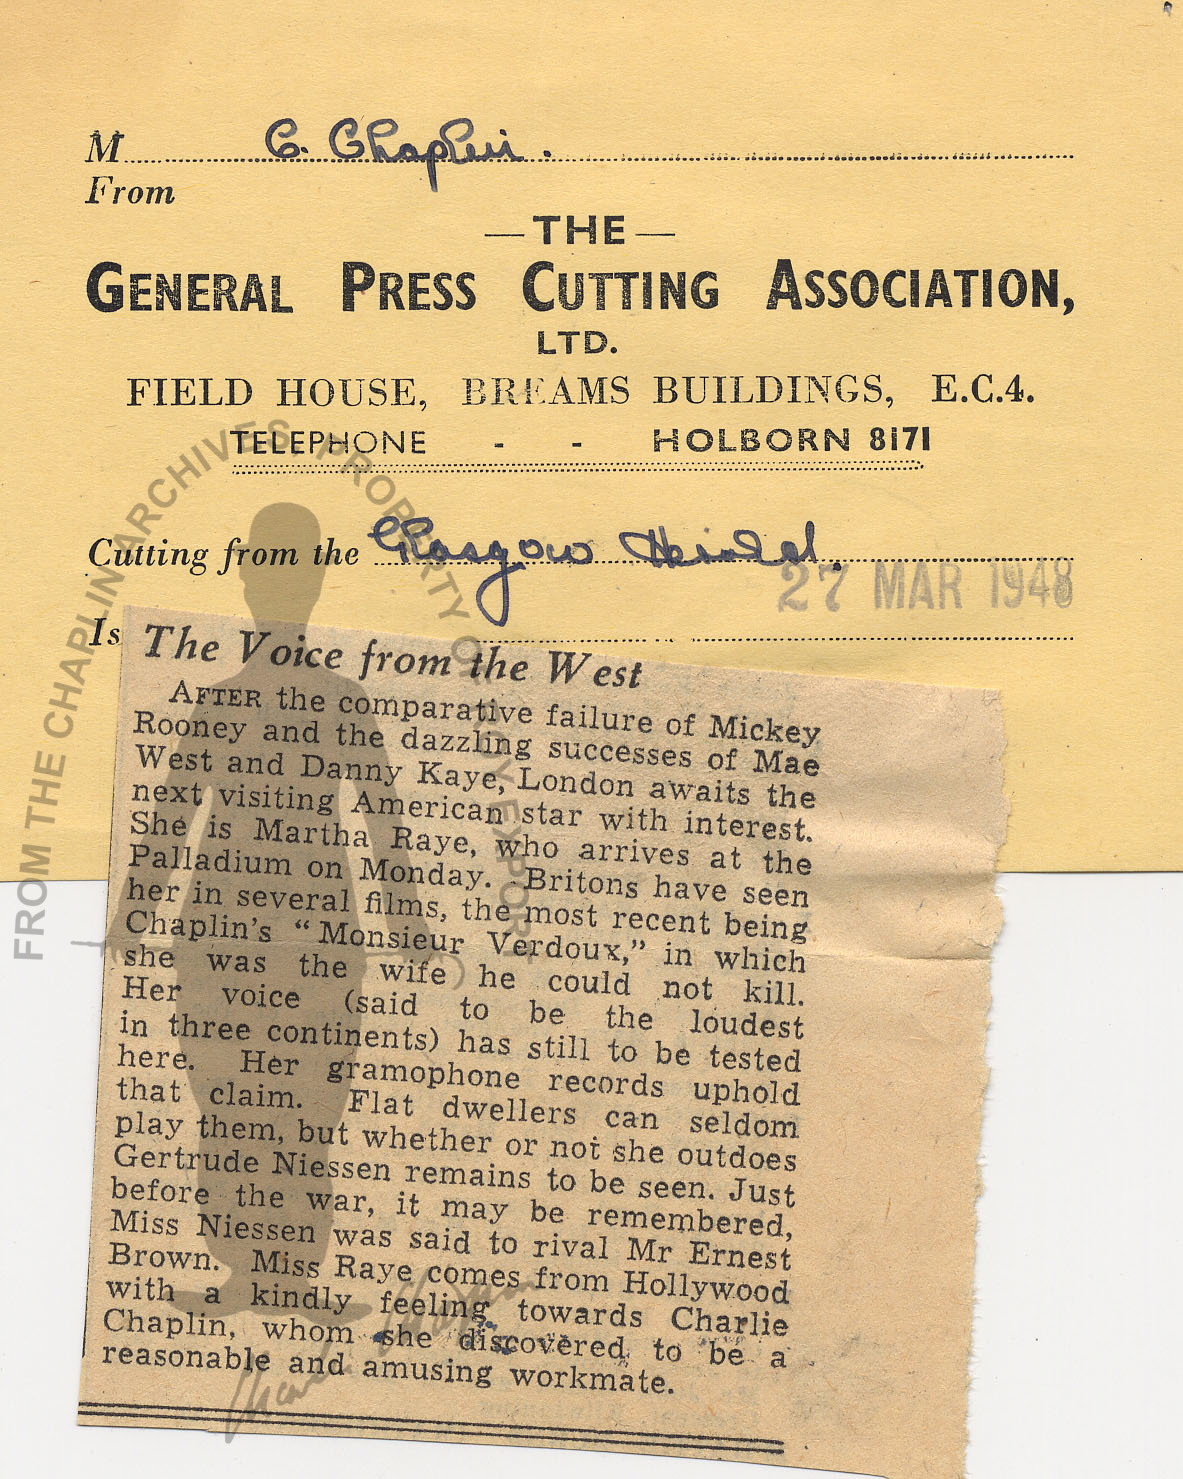 M C. Chaplin.
From
— THE —
GENERAL PRESS CUTTING ASSOCIATION,
LTD.
FIELD HOUSE, BREAMS BUILDINGS, E.C.4.
TELEPHONE - - HOLBORN 8171
Cutting from the Glasgow Herald.
27 MAR 1948
Is
The Voice from the West
AFTER the comparative failure of Mickey
Rooney and the dazzling successes of Mae
West and Danny Kaye, London awaits the
next visiting American star with interest.
She is Martha Raye, who arrives at the
Palladium on Monday. Britons have seen
her in several films, the most recent being
Chaplin's “Monsieur Verdoux,” in which
she was the wife he could not kill.
Her voice (said to be the loudest
in three continents) has still to be tested
here. Her gramophone records uphold
that claim. Flat dwellers can seldom
play them, but whether or not she outdoes
Gertrude Niessen remains to be seen. Just
before the war, it may be remembered,
Miss Niessen was said to rival Mr Ernest
Brown. Miss Raye comes from Hollywood
with a kindly feeling towards Charlie
Chaplin, whom she discovered to be a
reasonable and amusing workmate.
FROM THE CHAPLIN ARCHIVES, PROPERTY OF ROY EXPORT